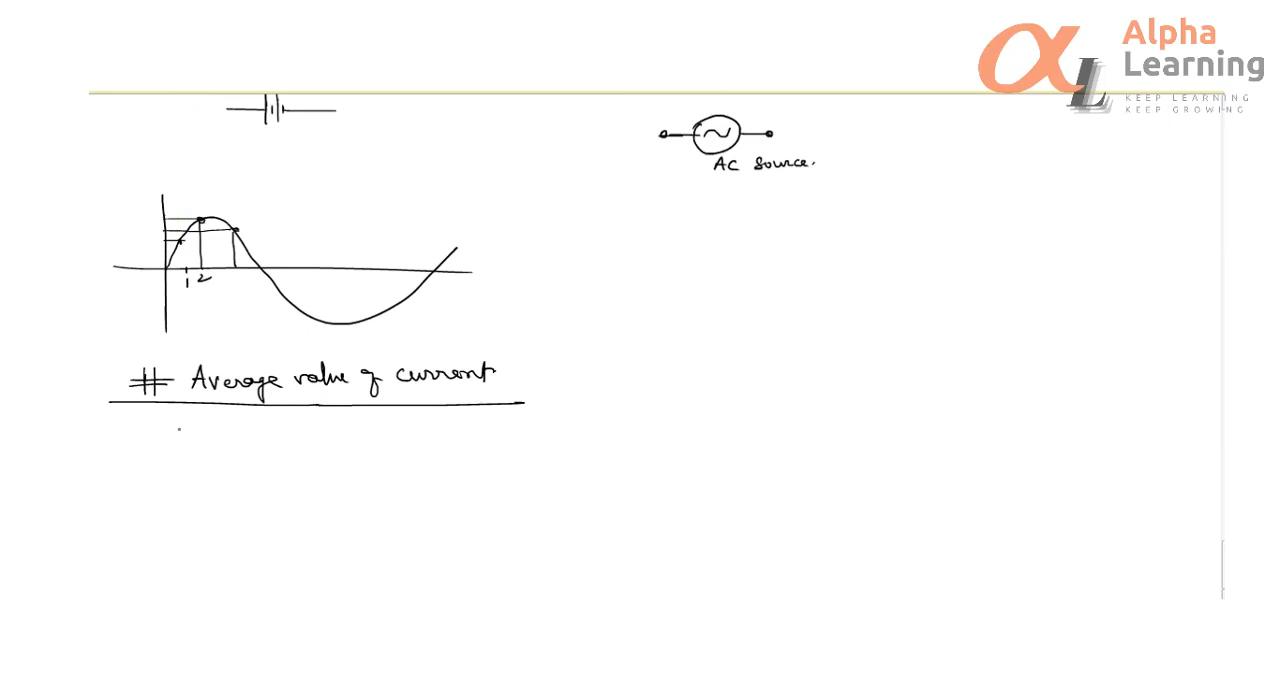 Alpha
Learning
KEEP LEARNING
KEEP GROWING
AC Source.
1 2
# Average value of current